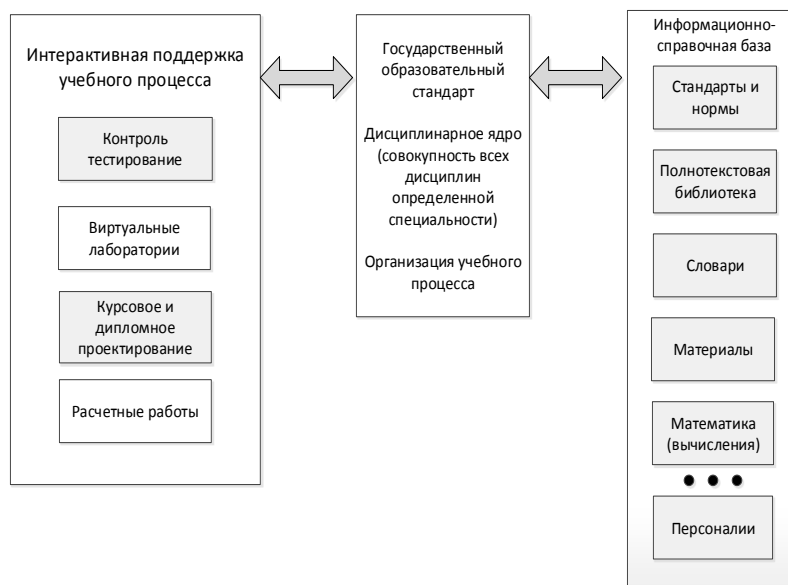 Интерактивная поддержка
учебного процесса
Контроль
тестирование
Виртуальные
лаборатории
Курсовое и
дипломное
проектирование
Расчетные работы
Государственный
образовательный
стандарт
Дисциплинарное ядро
(совокупность всех
дисциплин
определенной
специальности)
Организация учебного
процесса
Информационно-
справочная база
Стандарты и
нормы
Полнотекстовая
библиотека
Словари
Материалы
Математика
(вычисления)
Персоналии